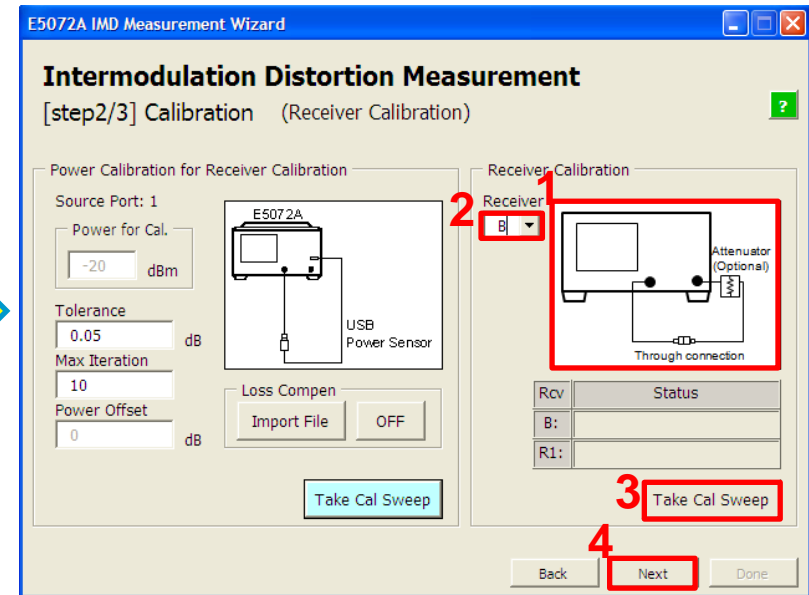 E5072A IMD Measurement Wizard
Intermodulation Distortion Measurement
[step2/3] Calibration (Receiver Calibration)
?
Power Calibration for Receiver Calibration
Source Port: 1
Power for Cal.
-20 dBm
Tolerance
0.05 dB
Max Iteration
10
Power Offset
0 dB
E5072A
USB
Power Sensor
Loss Compen
Import File OFF
Take Cal Sweep
Receiver Calibration
1
Receiver
2 B
Attenuator
(Optional)
Through connection
Rcv Status
B:
R1:
3 Take Cal Sweep
4
Back Next Done